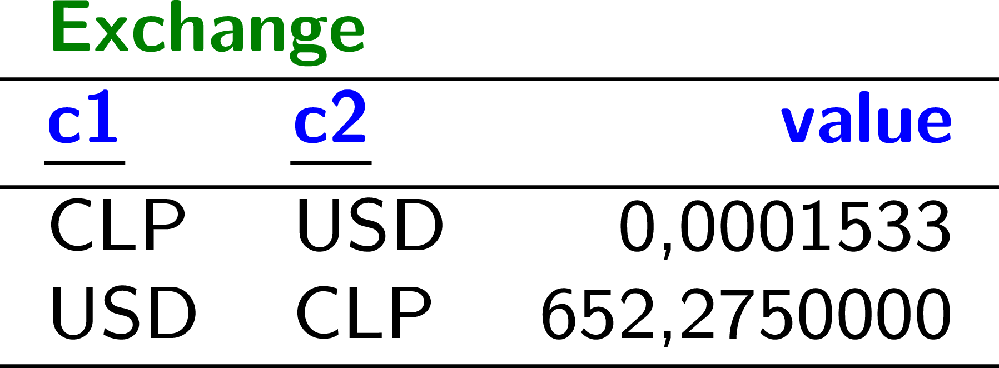 Exchange
c1 c2 value
CLP USD 0,0001533
USD CLP 652,2750000